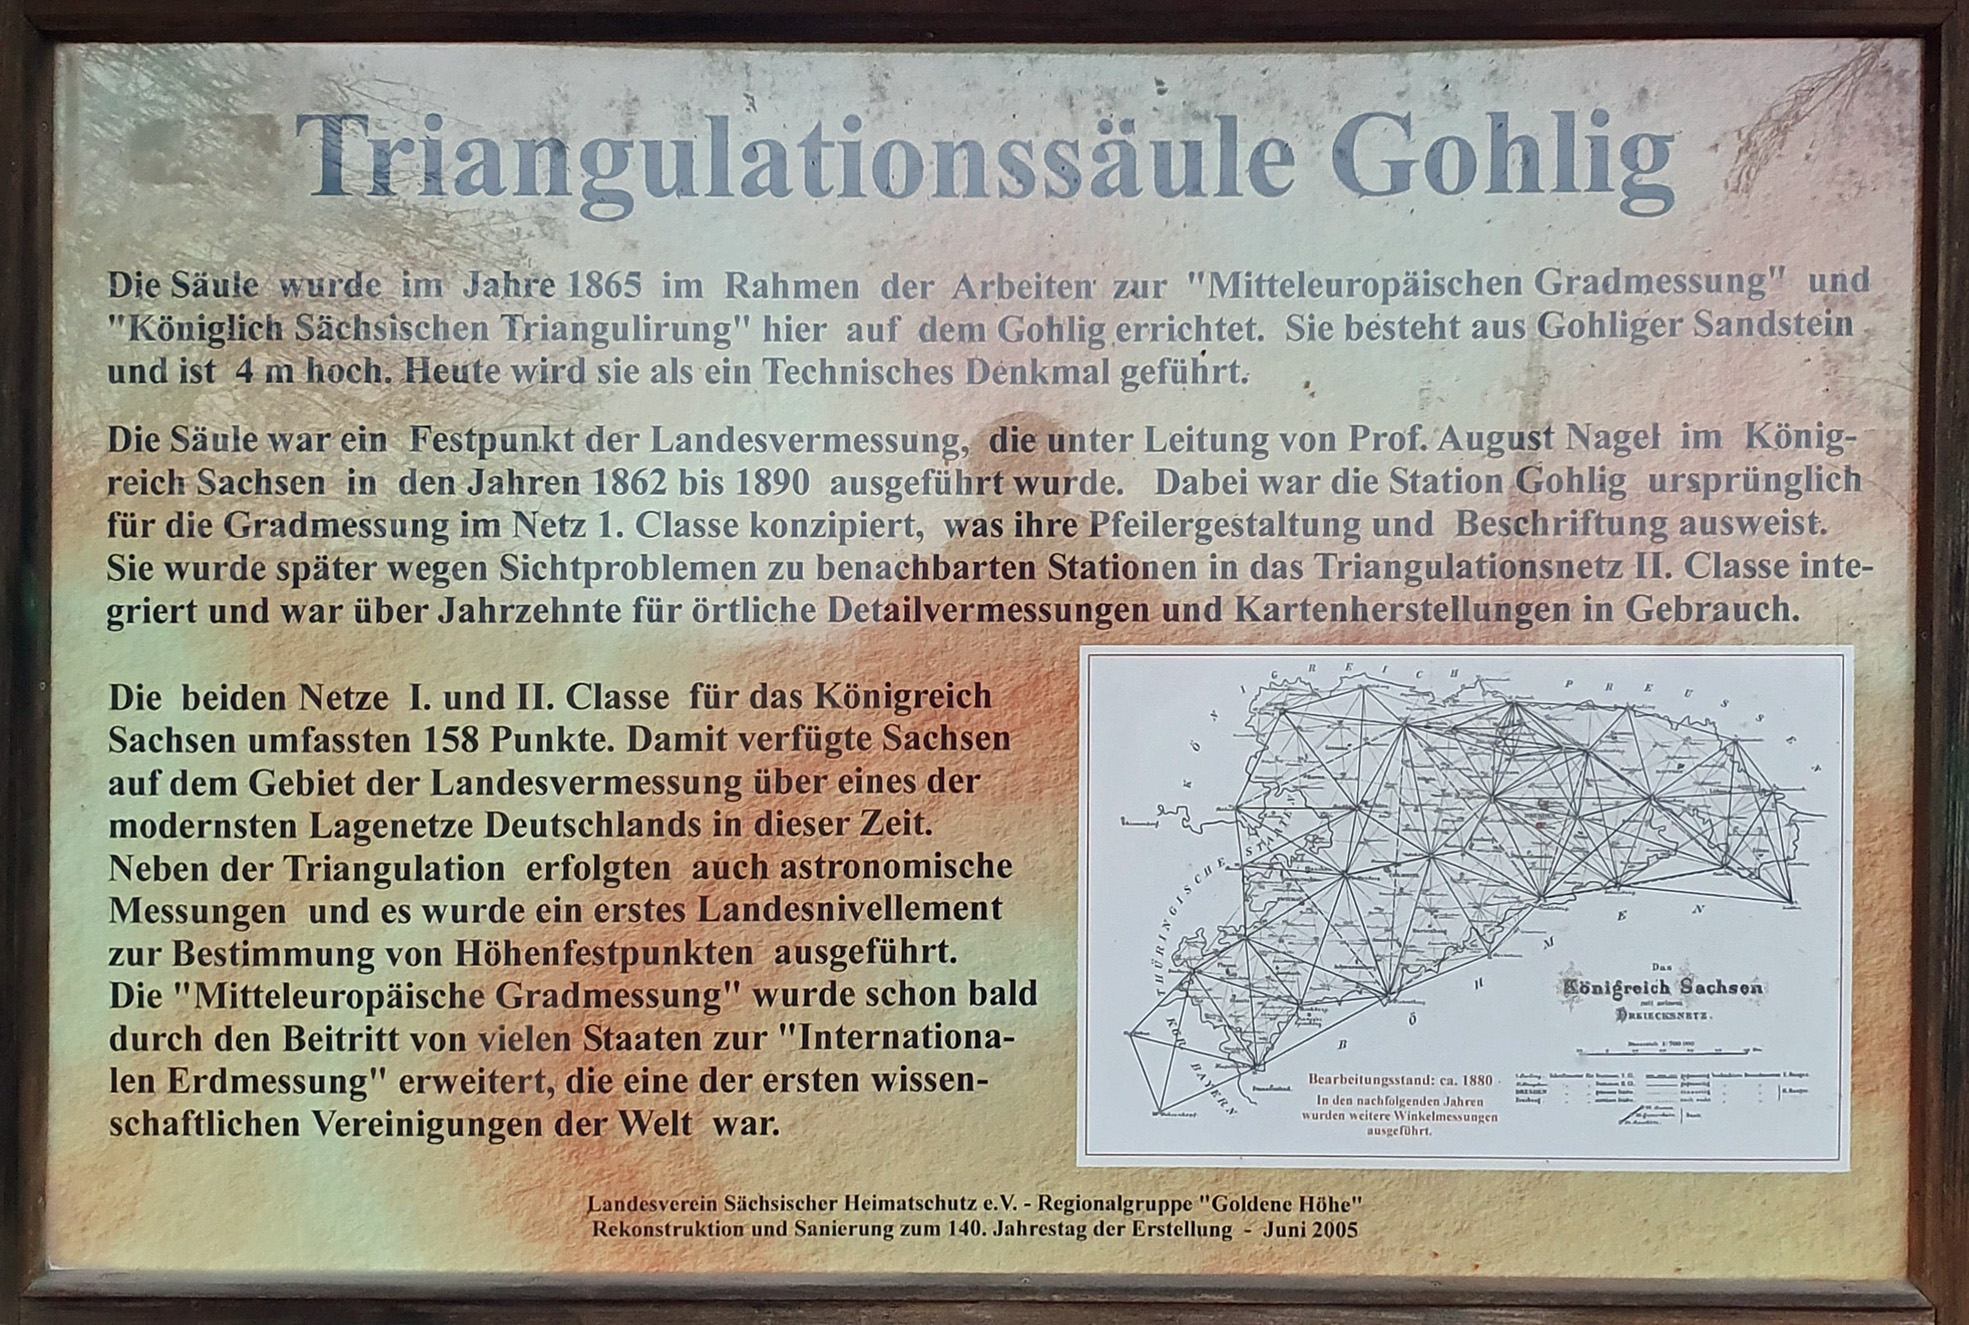 Triangulationssäule Gohlig
Die Säule wurde im Jahre 1865 im Rahmen der Arbeiten zur "Mitteleuropäischen Gradmessung" und
"Königlich Sächsischen Triangulirung" hier auf dem Gohlig errichtet. Sie besteht aus Gohliger Sandstein
und ist 4 m hoch. Heute wird sie als ein Technisches Denkmal geführt.
Die Säule war ein Festpunkt der Landesvermessung, die unter Leitung von Prof. August Nagel im König-
reich Sachsen in den Jahren 1862 bis 1890 ausgeführt wurde. Dabei war die Station Gohlig ursprünglich
für die Gradmessung im Netz 1. Classe konzipiert, was ihre Pfeilergestaltung und Beschriftung ausweist.
Sie wurde später wegen Sichtproblemen zu benachbarten Stationen in das Triangulationsnetz II. Classe inte-
griert und war über Jahrzehnte für örtliche Detailvermessungen und Kartenherstellungen in Gebrauch.
Die beiden Netze I. und II. Classe für das Königreich
Sachsen umfassten 158 Punkte. Damit verfügte Sachsen
auf dem Gebiet der Landesvermessung über eines der
modernsten Lagenetze Deutschlands in dieser Zeit.
Neben der Triangulation erfolgten auch astronomische
Messungen und es wurde ein erstes Landesnivellement
zur Bestimmung von Höhenfestpunkten ausgeführt.
Die "Mitteleuropäische Gradmessung" wurde schon bald
durch den Beitritt von vielen Staaten zur "Internationa-
len Erdmessung" erweitert, die eine der ersten wissen-
schaftlichen Vereinigungen der Welt war.
KÖNIGREICH PREUSSEN
THÜRINGISCHE STAATEN
KGR. BAYERN
BÖHMEN
Das
Königreich Sachsen
mit seinem
DREIECKSNETZ.
Bearbeitungsstand: ca. 1880
In den nachfolgenden Jahren
wurden weitere Winkelmessungen
ausgeführt.
Landesverein Sächsischer Heimatschutz e.V. - Regionalgruppe "Goldene Höhe"
Rekonstruktion und Sanierung zum 140. Jahrestag der Erstellung - Juni 2005